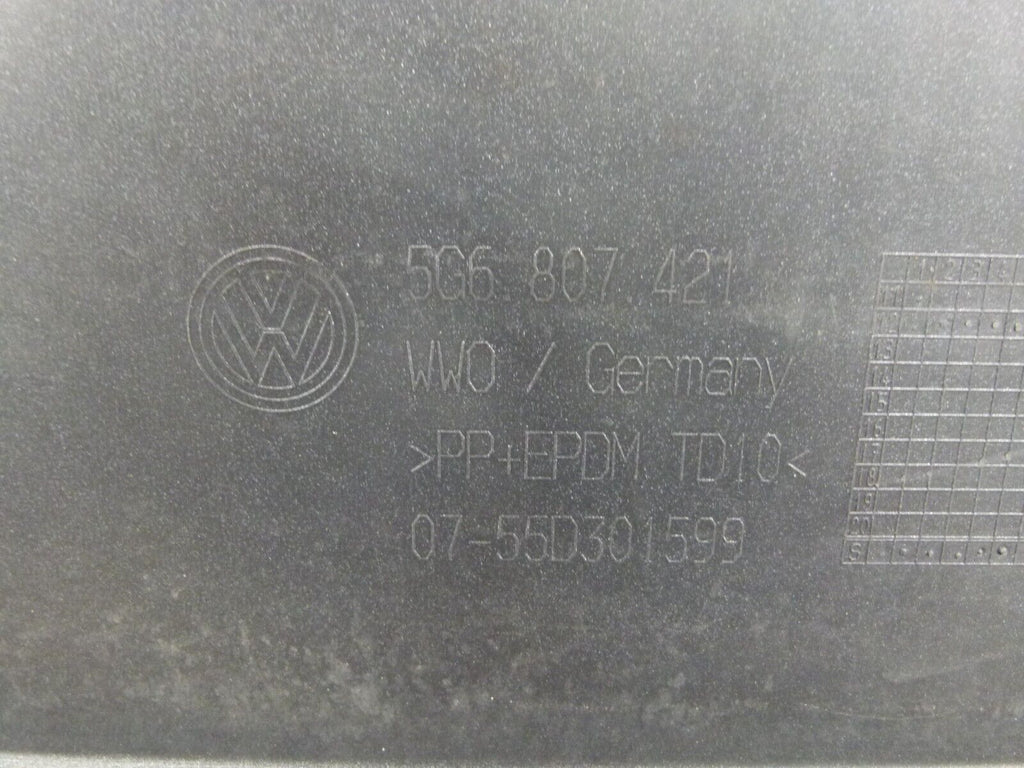 5G6.807.421
WWO / Germany
>PP+EPDM TD10<
07-55D301599